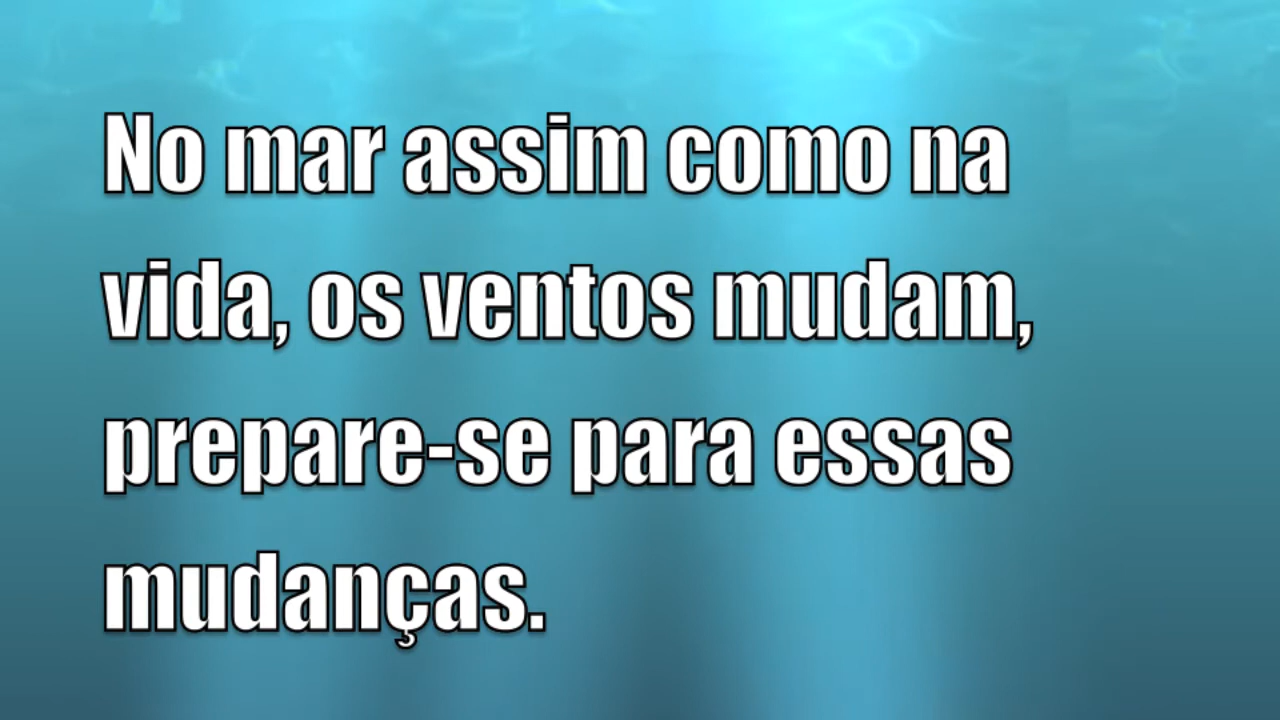 No mar assim como na
vida, os ventos mudam,
prepare-se para essas
mudanças.